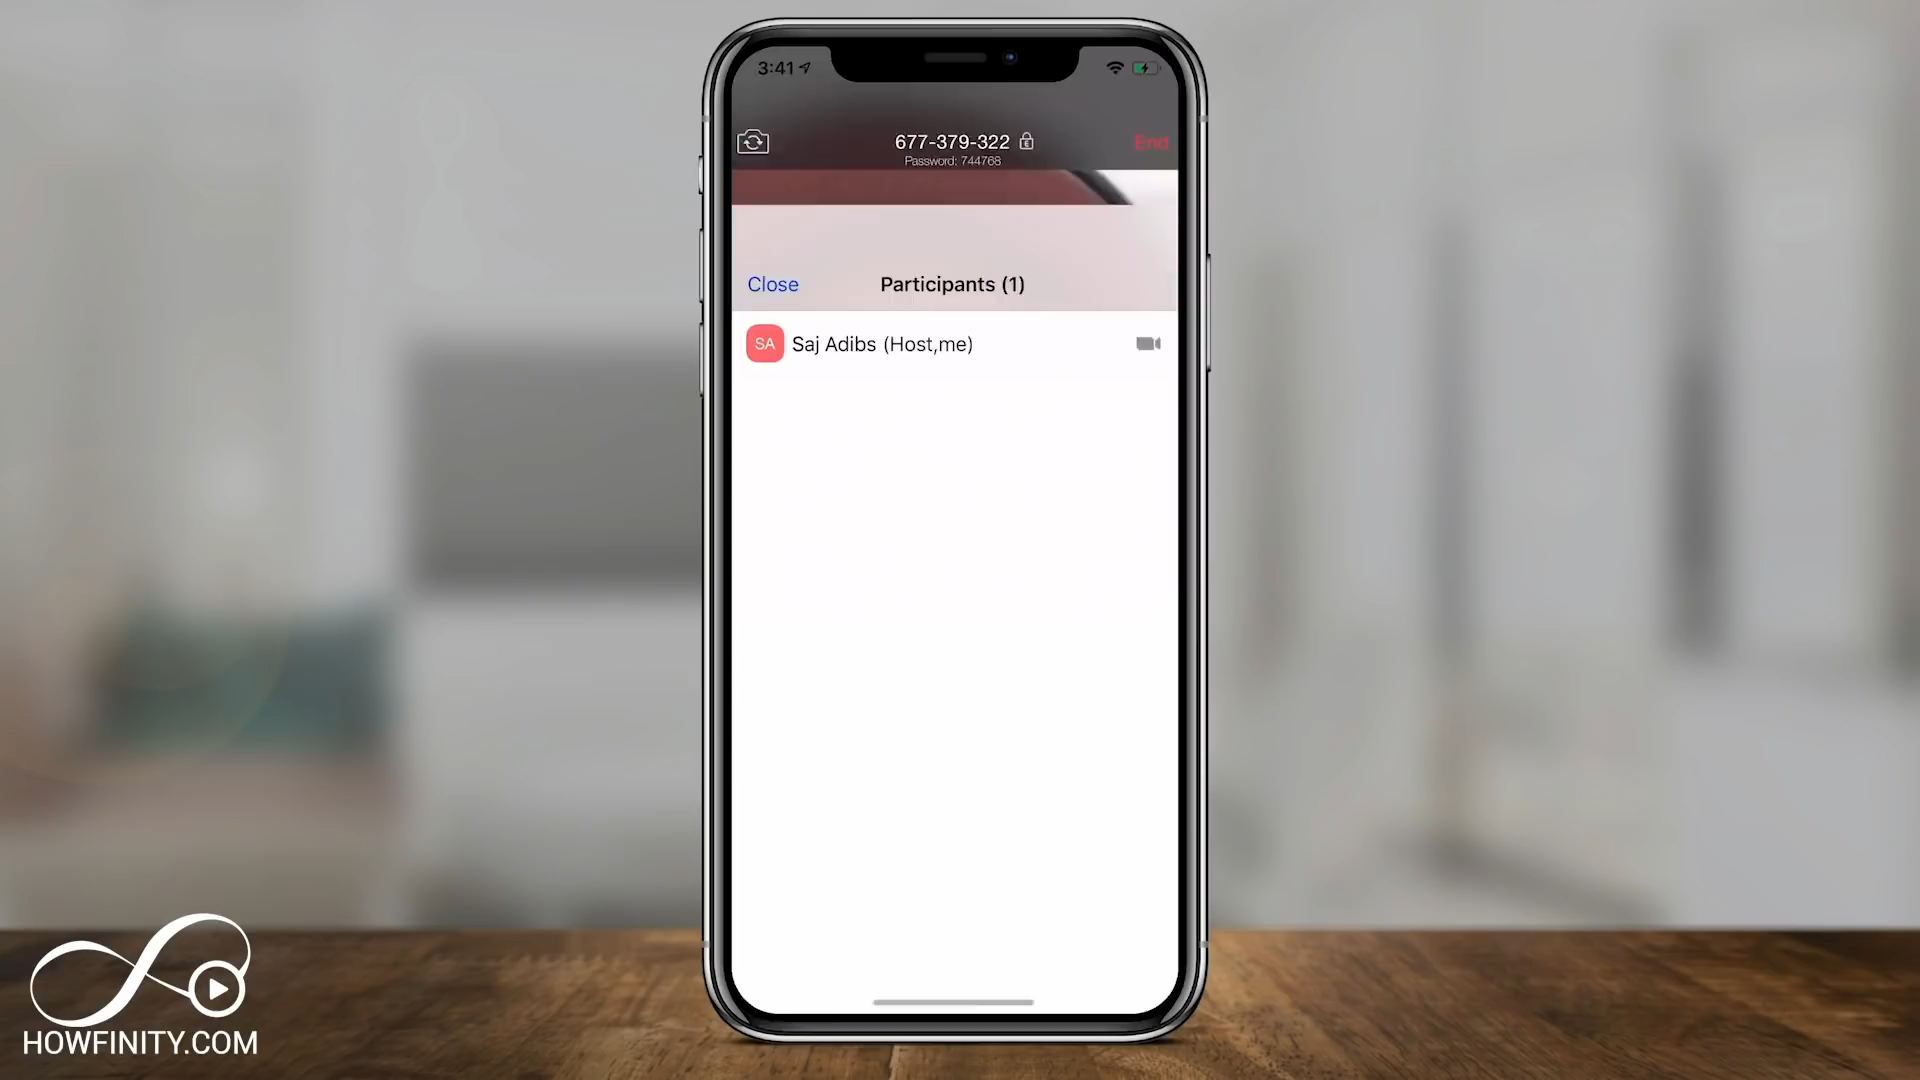 3:41
677-379-322
End
Password: 744768
Close
Participants (1)
SA
Saj Adibs (Host,me)
HOWFINITY.COM